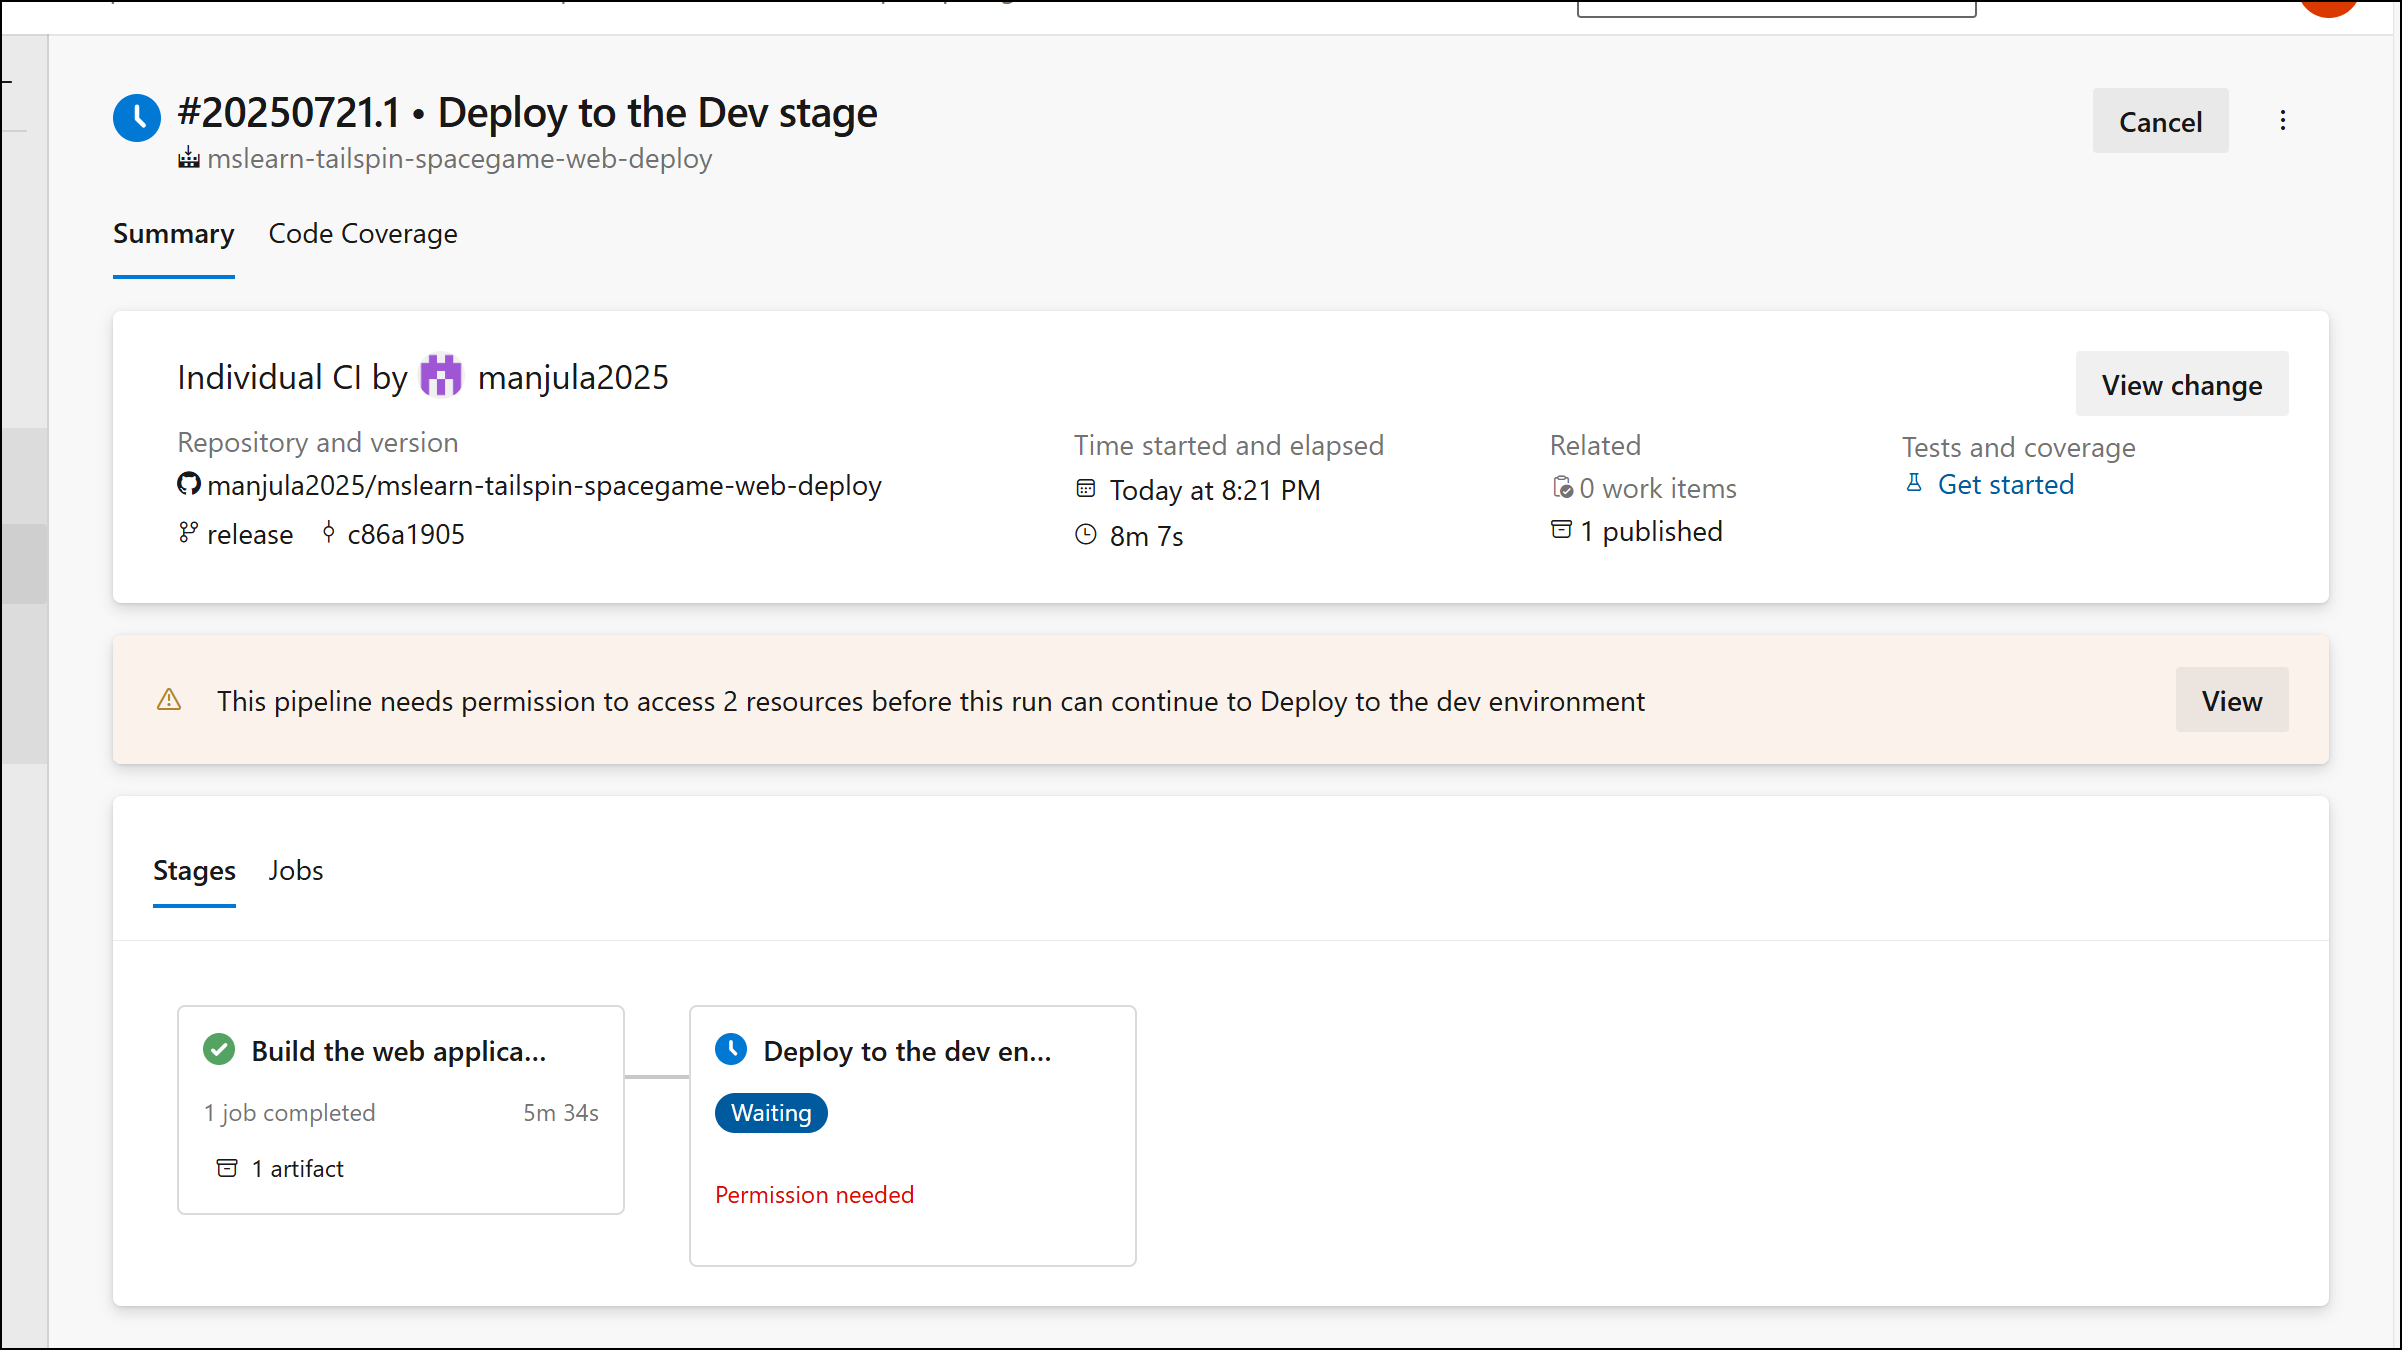 #20250721.1 • Deploy to the Dev stage
mslearn-tailspin-spacegame-web-deploy
Cancel
Summary
Code Coverage
Individual CI by manjula2025
View change
Repository and version
manjula2025/mslearn-tailspin-spacegame-web-deploy
release c86a1905
Time started and elapsed
Today at 8:21 PM
8m 7s
Related
0 work items
1 published
Tests and coverage
Get started
This pipeline needs permission to access 2 resources before this run can continue to Deploy to the dev environment
View
Stages
Jobs
Build the web applica...
1 job completed
5m 34s
1 artifact
Deploy to the dev en...
Waiting
Permission needed